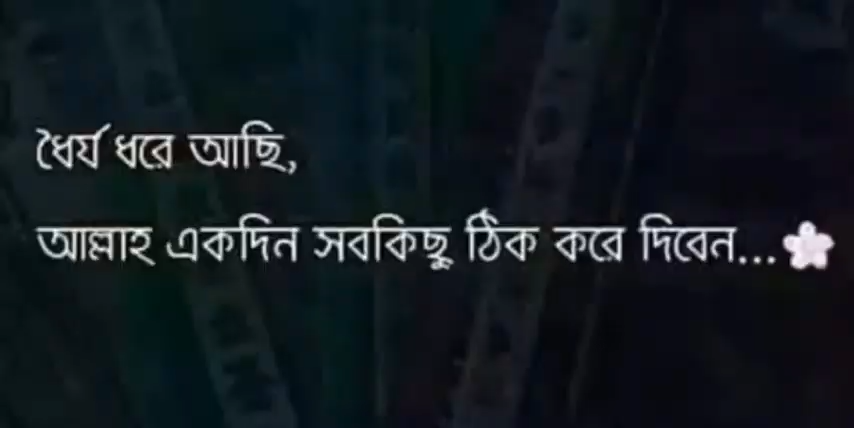 ধৈর্য ধরে আছি,
আল্লাহ একদিন সবকিছু ঠিক করে দিবেন...